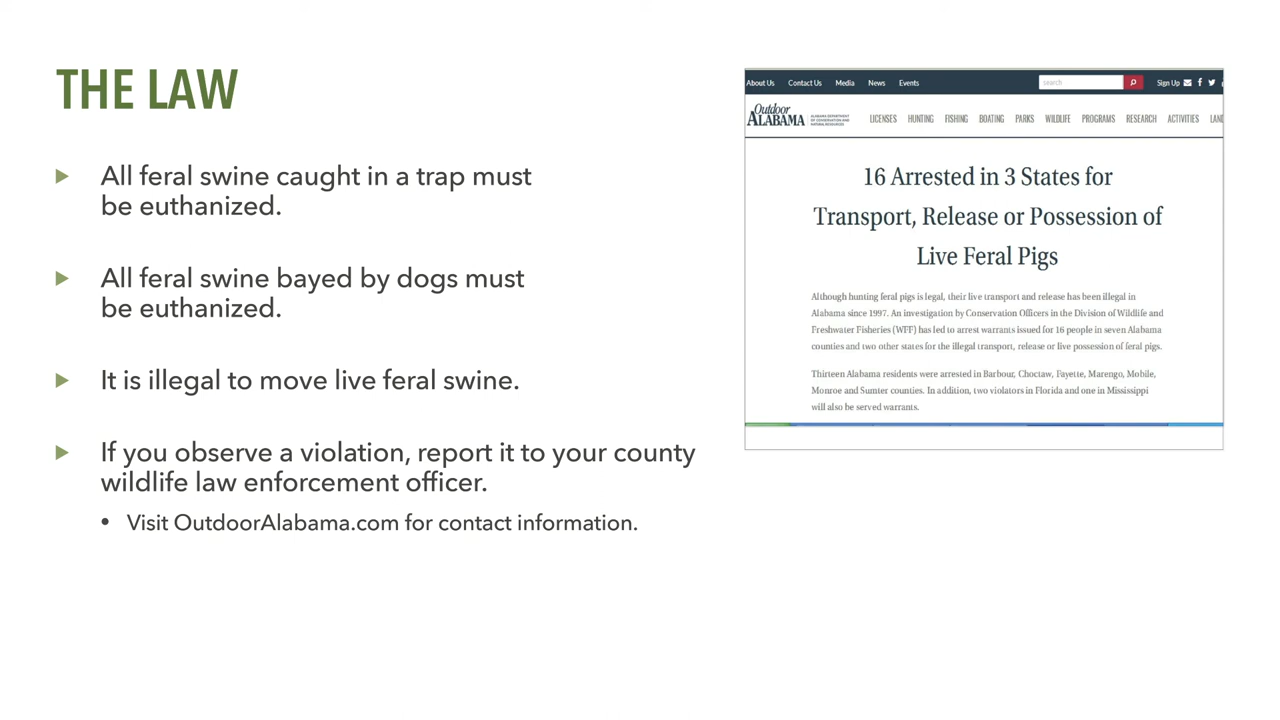 THE LAW
All feral swine caught in a trap must
be euthanized.
All feral swine bayed by dogs must
be euthanized.
It is illegal to move live feral swine.
If you observe a violation, report it to your county
wildlife law enforcement officer.
• Visit OutdoorAlabama.com for contact information.
About Us Contact Us Media News Events search Sign Up
Outdoor ALABAMA
ALABAMA DEPARTMENT
OF CONSERVATION AND
NATURAL RESOURCES
LICENSES HUNTING FISHING BOATING PARKS WILDLIFE PROGRAMS RESEARCH ACTIVITIES LAN
16 Arrested in 3 States for
Transport, Release or Possession of
Live Feral Pigs
Although hunting feral pigs is legal, their live transport and release has been illegal in
Alabama since 1997. An investigation by Conservation Officers in the Division of Wildlife and
Freshwater Fisheries (WFF) has led to arrest warrants issued for 16 people in seven Alabama
counties and two other states for the illegal transport, release or live possession of feral pigs.
Thirteen Alabama residents were arrested in Barbour, Choctaw, Fayette, Marengo, Mobile,
Monroe and Sumter counties. In addition, two violators in Florida and one in Mississippi
will also be served warrants.